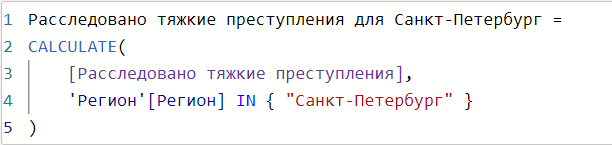 1 Расследовано тяжкие преступления для Санкт-Петербург =
2 CALCULATE(
3 [Расследовано тяжкие преступления],
4 'Регион'[Регион] IN { "Санкт-Петербург" }
5 )